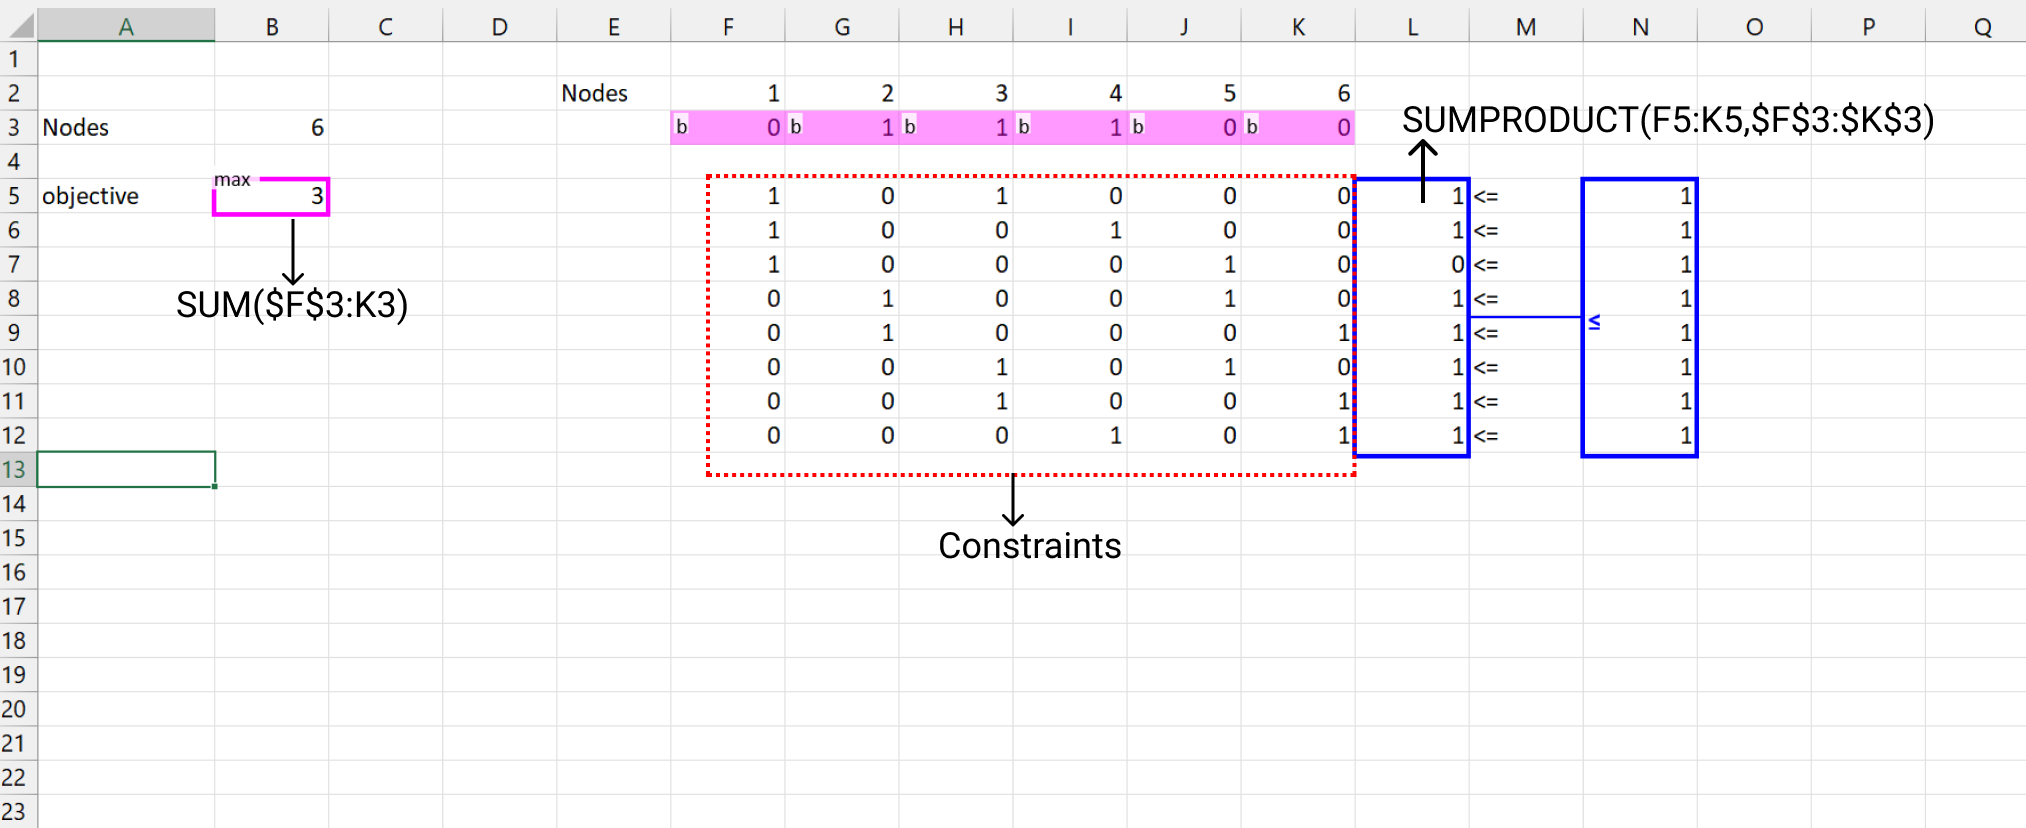 A B C D E F G H I J K L M N O P Q
1
2 Nodes 1 2 3 4 5 6
3 Nodes 6 b 0 b 1 b 1 b 1 b 0 b 0 SUMPRODUCT(F5:K5,$F$3:$K$3)
4
max
5 objective 3 1 0 1 0 0 0 1 <= 1
6 1 0 0 1 0 0 1 <= 1
7 1 0 0 0 1 0 0 <= 1
8 SUM($F$3:K3) 0 1 0 0 1 0 1 <= 1
≤
9 0 1 0 0 0 1 1 <= 1
10 0 0 1 0 1 0 1 <= 1
11 0 0 1 0 0 1 1 <= 1
12 0 0 0 1 0 1 1 <= 1
13
14
15 Constraints
16
17
18
19
20
21
22
23